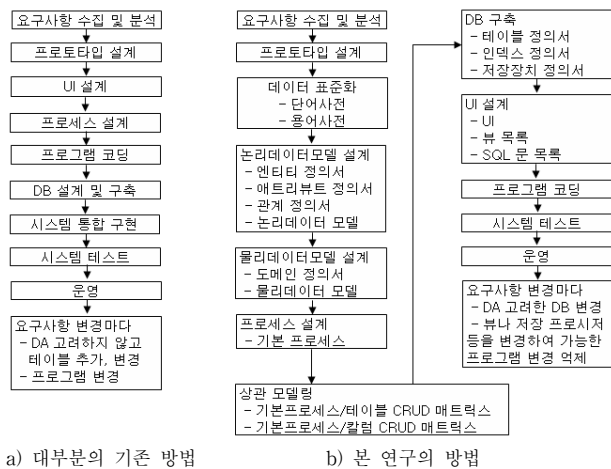 요구사항 수집 및 분석
프로토타입 설계
UI 설계
프로세스 설계
프로그램 코딩
DB 설계 및 구축
시스템 통합 구현
시스템 테스트
운영
요구사항 변경마다
- DA 고려하지 않고
테이블 추가, 변경
- 프로그램 변경
a) 대부분의 기존 방법
요구사항 수집 및 분석
프로토타입 설계
데이터 표준화
- 단어사전
- 용어사전
논리데이터모델 설계
- 엔티티 정의서
- 애트리뷰트 정의서
- 관계 정의서
- 논리데이터 모델
물리데이터모델 설계
- 도메인 정의서
- 물리데이터 모델
프로세스 설계
- 기본 프로세스
상관 모델링
- 기본프로세스/테이블 CRUD 매트릭스
- 기본프로세스/칼럼 CRUD 매트릭스
DB 구축
- 테이블 정의서
- 인덱스 정의서
- 저장장치 정의서
UI 설계
- UI
- 뷰 목록
- SQL 문 목록
프로그램 코딩
시스템 테스트
운영
요구사항 변경마다
- DA 고려한 DB 변경
- 뷰나 저장 프로시저
등을 변경하여 가능한
프로그램 변경 억제
b) 본 연구의 방법